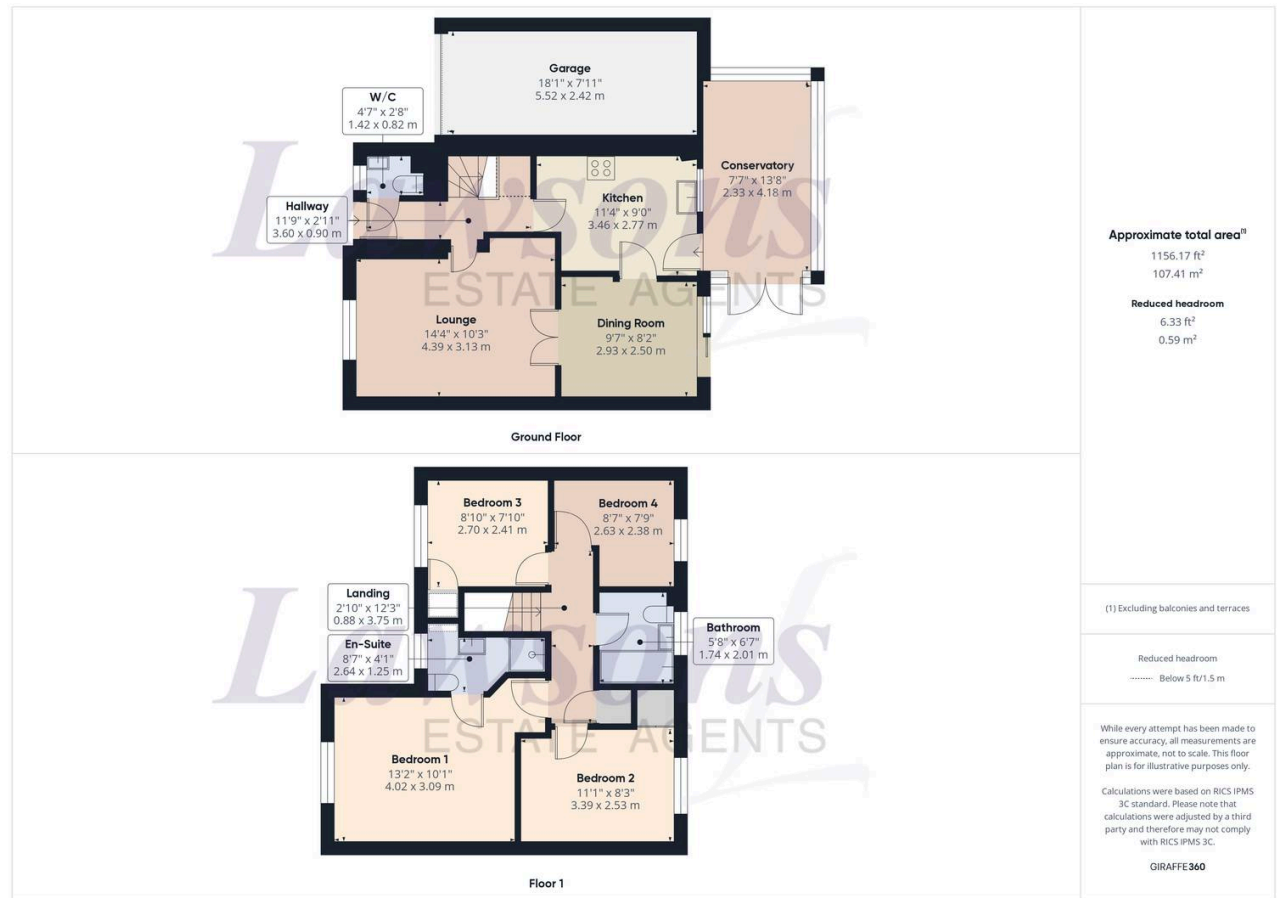 Garage
18'1" x 7'11"
5.52 x 2.42 m
W/C
4'7" x 2'8"
1.42 x 0.82 m
Conservatory
7'7" x 13'8"
2.33 x 4.18 m
Kitchen
11'4" x 9'0"
3.46 x 2.77 m
Hallway
11'9" x 2'11"
3.60 x 0.90 m
Lawsons
ESTATE AGENTS
Lounge
14'4" x 10'3"
4.39 x 3.13 m
Dining Room
9'7" x 8'2"
2.93 x 2.50 m
Ground Floor
Bedroom 3
8'10" x 7'10"
2.70 x 2.41 m
Bedroom 4
8'7" x 7'9"
2.63 x 2.38 m
Landing
2'10" x 12'3"
0.88 x 3.75 m
En-Suite
8'7" x 4'1"
2.64 x 1.25 m
Bathroom
5'8" x 6'7"
1.74 x 2.01 m
Lawsons
ESTATE AGENTS
Bedroom 1
13'2" x 10'1"
4.02 x 3.09 m
Bedroom 2
11'1" x 8'3"
3.39 x 2.53 m
Floor 1
Approximate total area(1)
1156.17 ft²
107.41 m²
Reduced headroom
6.33 ft²
0.59 m²
(1) Excluding balconies and terraces
Reduced headroom
Below 5 ft/1.5 m
While every attempt has been made to
ensure accuracy, all measurements are
approximate, not to scale. This floor
plan is for illustrative purposes only.
Calculations were based on RICS IPMS
3C standard. Please note that
calculations were adjusted by a third
party and therefore may not comply
with RICS IPMS 3C.
GIRAFFE360